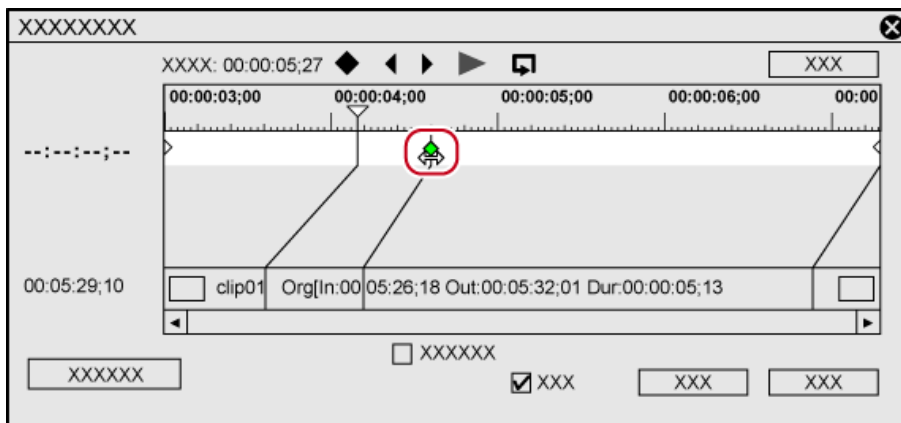 XXXXXXXX
XXXX: 00:00:05;27
XXX
00:00:03;00 00:00:04;00 00:00:05;00 00:00:06;00 00:00
--:--:--;--
00:05:29;10
clip01 Org[In:00:05:26;18 Out:00:05:32;01 Dur:00:00:05;13
XXXXXX
XXXXXX
XXX
XXX
XXX